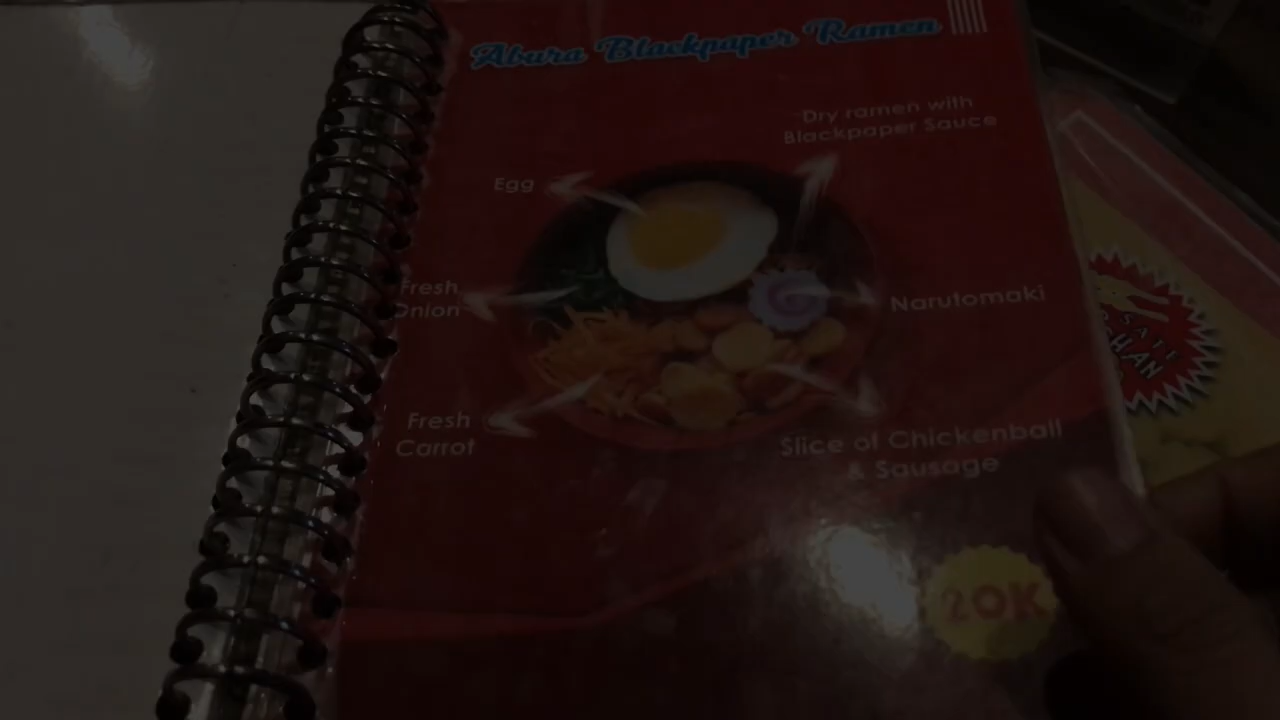 Abura Blackpaper Ramen
Dry ramen with
Blackpaper Sauce
Egg
Fresh
Onion
Narutomaki
Fresh
Carrot
Slice of Chickenball
& Sausage
20K
SATE